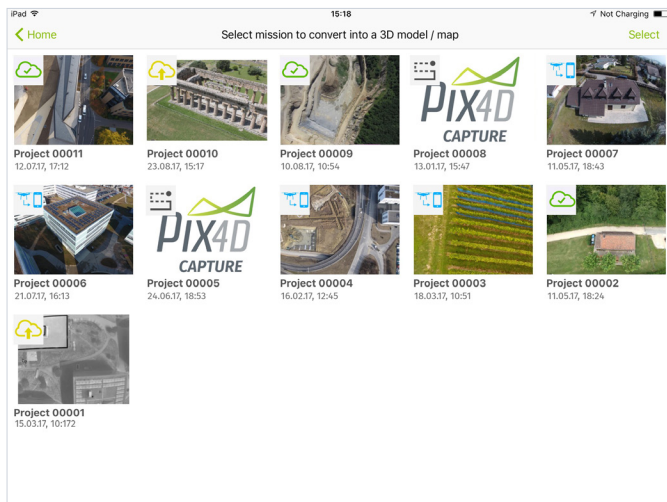 iPad 15:18 Not Charging
Home Select mission to convert into a 3D model / map Select
PIX4D
CAPTURE
Project 00011 Project 00010 Project 00009 Project 00008 Project 00007
12.07.17, 17:12 23.08.17, 15:17 10.08.17, 10:54 13.01.17, 15:47 11.05.17, 18:43
PIX4D
CAPTURE
Project 00006 Project 00005 Project 00004 Project 00003 Project 00002
21.07.17, 16:13 24.06.17, 18:53 16.02.17, 12:45 18.03.17, 10:51 11.05.17, 18:24
Project 00001
15.03.17, 10:172